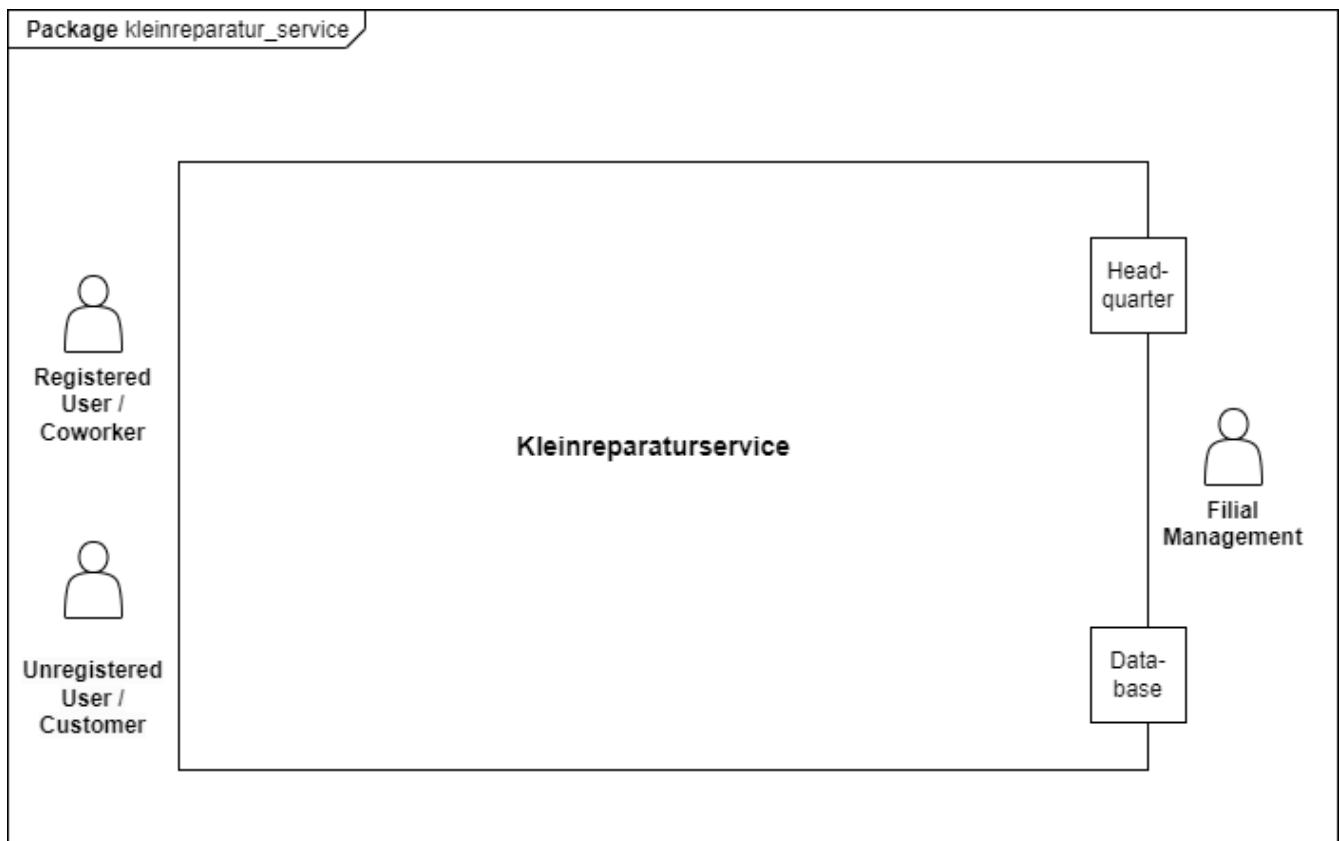 Package kleinreparatur_service
Head-
quarter
Registered
User /
Coworker
Kleinreparaturservice
Filial
Management
Unregistered
User /
Customer
Data-
base